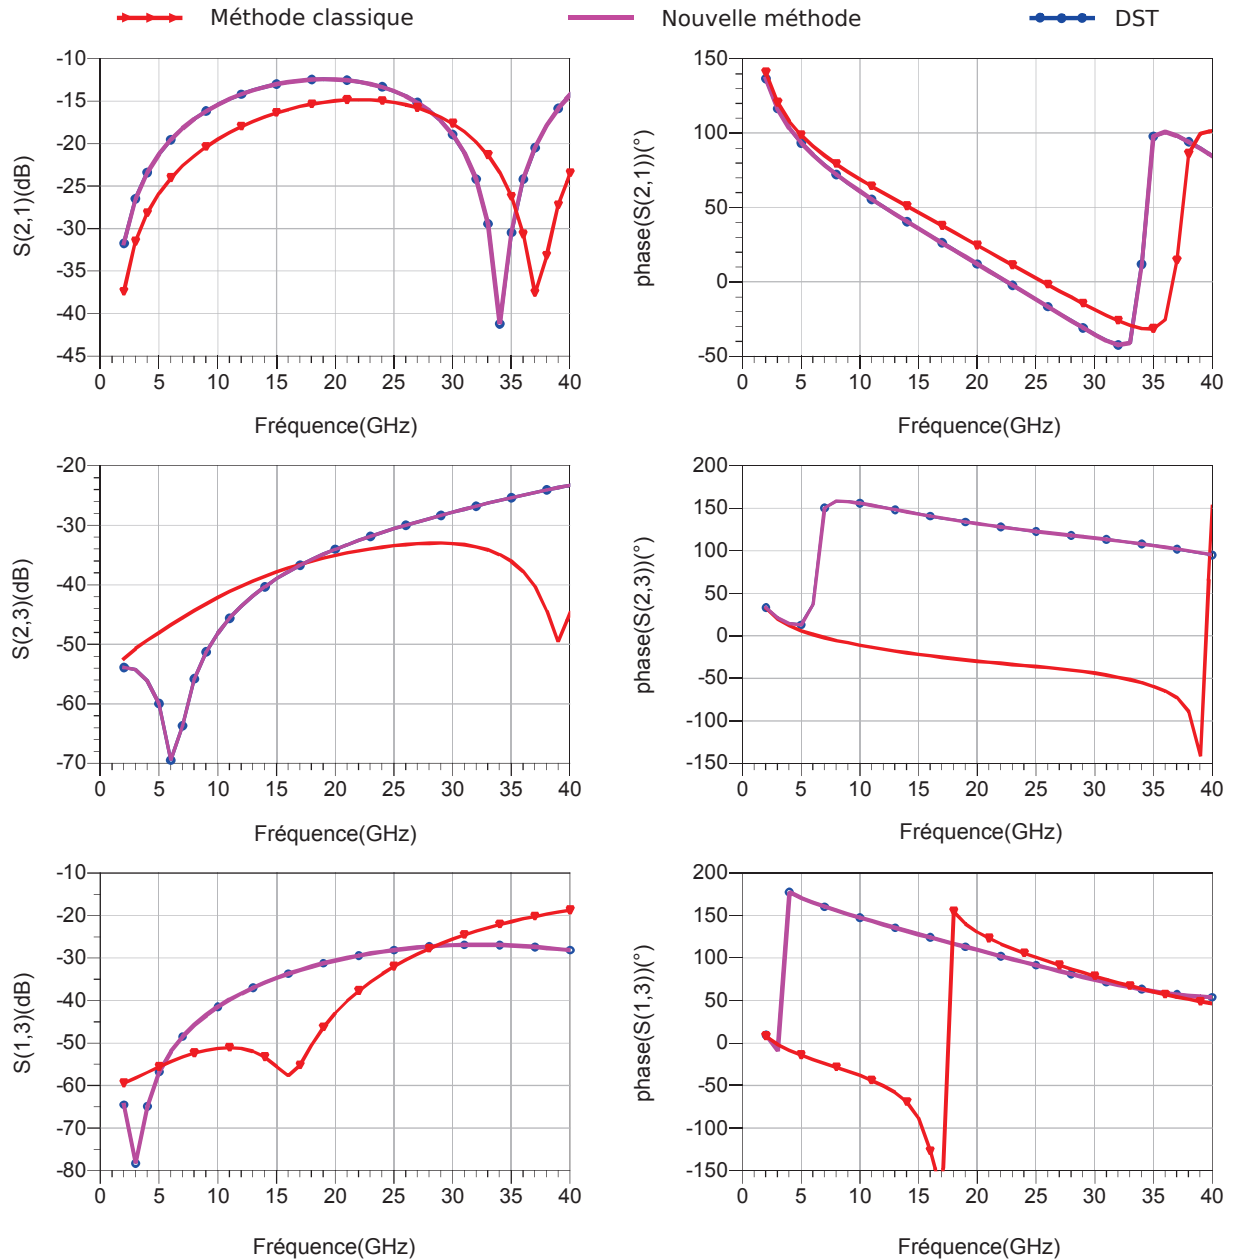 Méthode classique
Nouvelle méthode
DST
S(2,1)(dB)
-10
-15
-20
-25
-30
-35
-40
-45
0 5 10 15 20 25 30 35 40
Fréquence(GHz)
phase(S(2,1))(°)
150
100
50
0
-50
0 5 10 15 20 25 30 35 40
Fréquence(GHz)
S(2,3)(dB)
-20
-30
-40
-50
-60
-70
0 5 10 15 20 25 30 35 40
Fréquence(GHz)
phase(S(2,3))(°)
200
150
100
50
0
-50
-100
-150
0 5 10 15 20 25 30 35 40
Fréquence(GHz)
S(1,3)(dB)
-10
-20
-30
-40
-50
-60
-70
-80
0 5 10 15 20 25 30 35 40
Fréquence(GHz)
phase(S(1,3))(°)
200
150
100
50
0
-50
-100
-150
0 5 10 15 20 25 30 35 40
Fréquence(GHz)